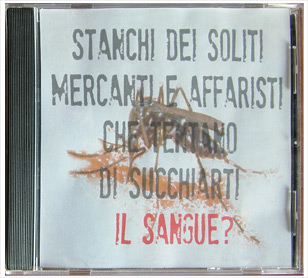 STANCHI DEI SOLITI
MERCANTI E AFFARISTI
CHE TENTANO
DI SUCCHIARTI
IL SANGUE?